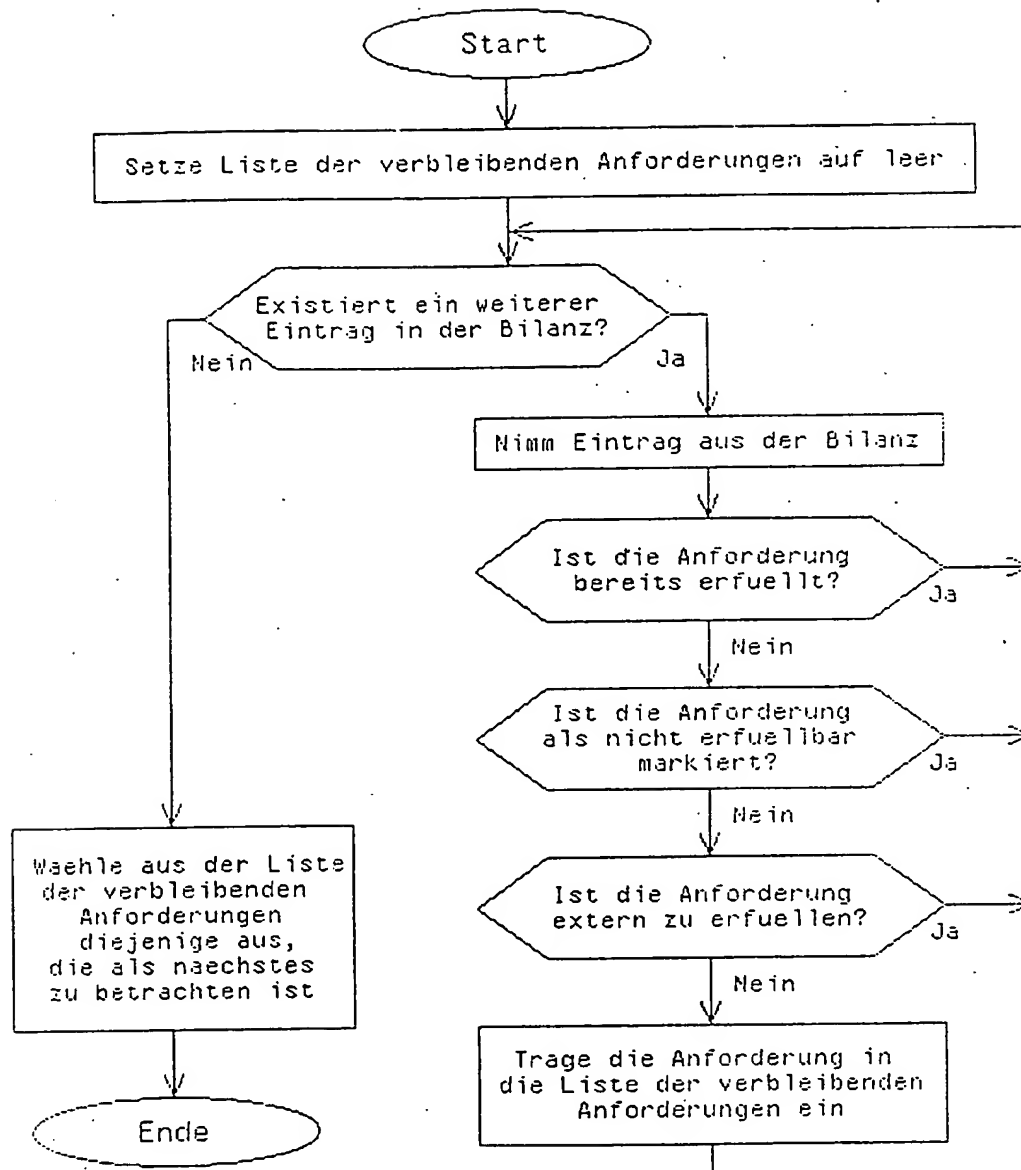 Start
Setze Liste der verbleibenden Anforderungen auf leer
Existiert ein weiterer
Eintrag in der Bilanz?
Nein
Ja
Nimm Eintrag aus der Bilanz
Ist die Anforderung
bereits erfuellt?
Ja
Nein
Ist die Anforderung
als nicht erfuellbar
markiert?
Ja
Nein
Ist die Anforderung
extern zu erfuellen?
Ja
Nein
Trage die Anforderung in
die Liste der verbleibenden
Anforderungen ein
Waehle aus der Liste
der verbleibenden
Anforderungen
diejenige aus,
die als naechstes
zu betrachten ist
Ende